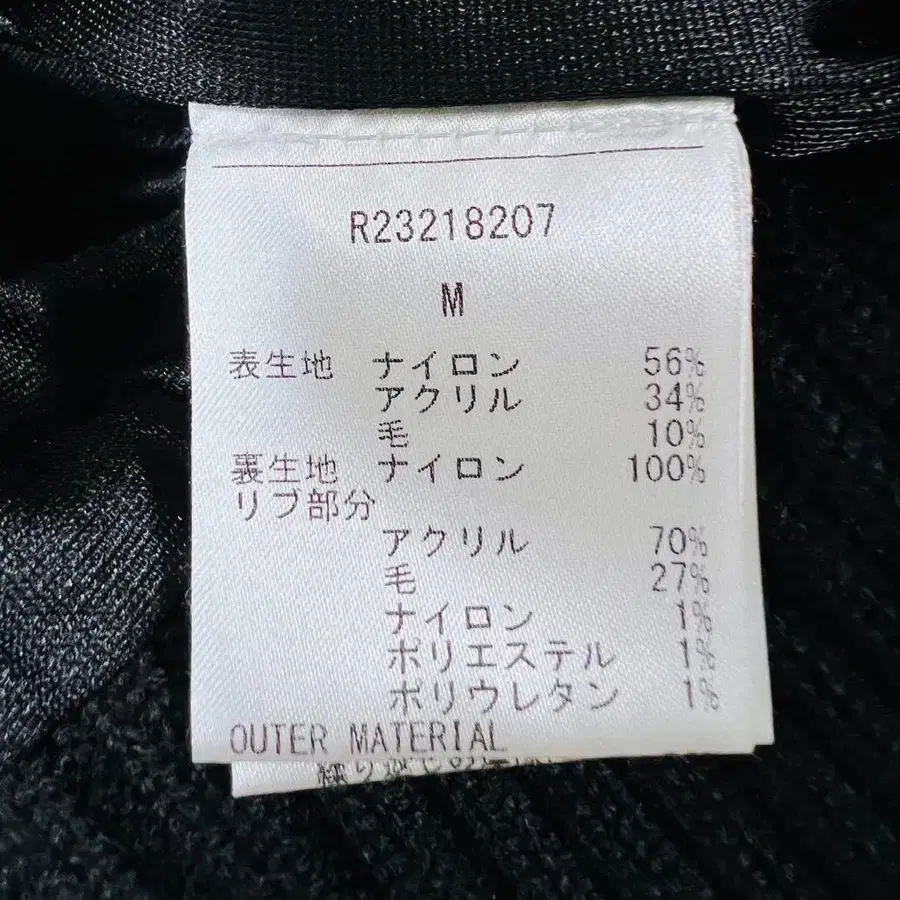 R23218207
M
表生地 ナイロン 56%
アクリル 34%
毛 10%
裏生地 ナイロン 100%
リブ部分
アクリル 70%
毛 27%
ナイロン 1%
ポリエステル 1%
ポリウレタン 1%
OUTER MATERIAL